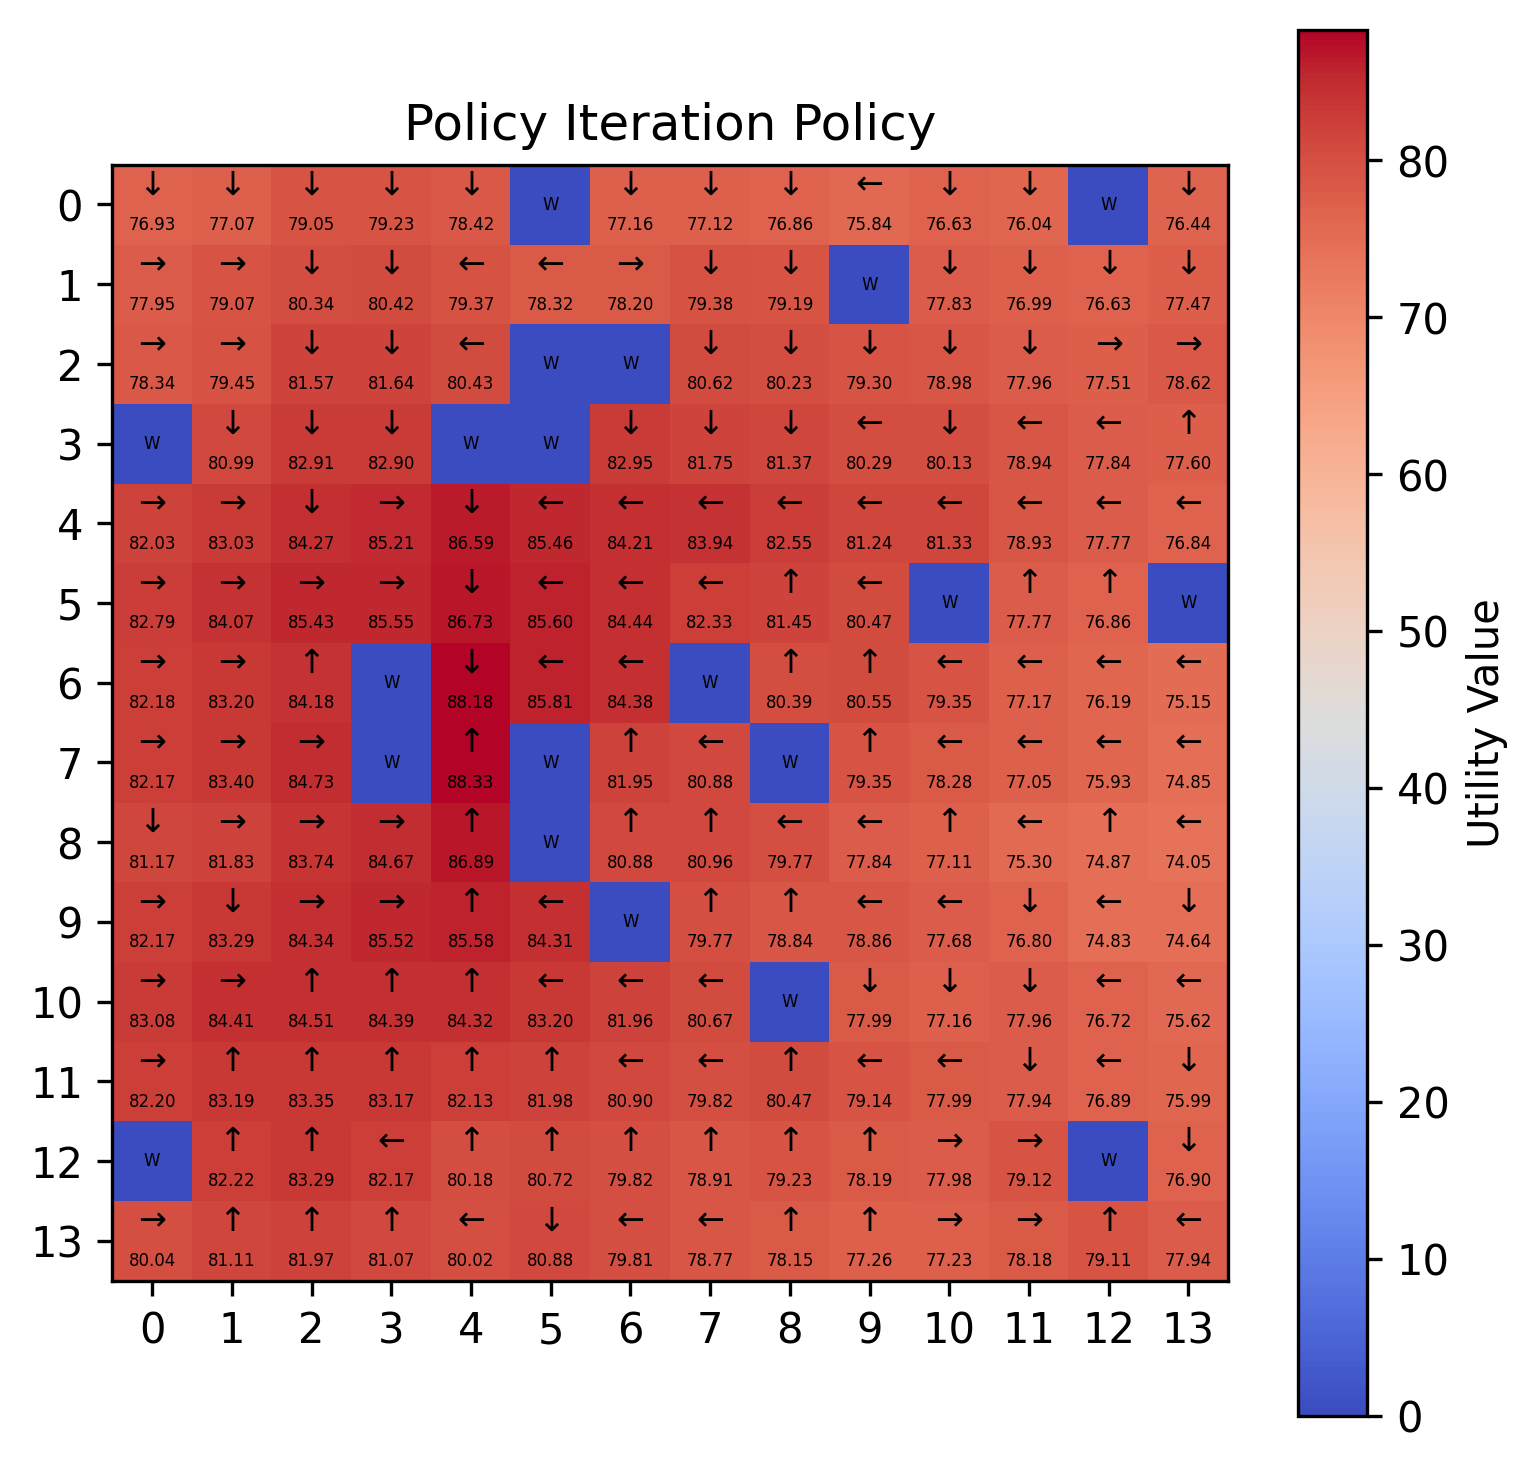 Policy Iteration Policy
0 ↓ ↓ ↓ ↓ ↓ W ↓ ↓ ↓ ← ↓ ↓ W ↓
76.93 77.07 79.05 79.23 78.42 77.16 77.12 76.86 75.84 76.63 76.04 76.44
1 → → ↓ ↓ ← ← → ↓ ↓ W ↓ ↓ ↓ ↓
77.95 79.07 80.34 80.42 79.37 78.32 78.20 79.38 79.19 77.83 76.99 76.63 77.47
2 → → ↓ ↓ ← W W ↓ ↓ ↓ ↓ ↓ → →
78.34 79.45 81.57 81.64 80.43 80.62 80.23 79.30 78.98 77.96 77.51 78.62
3 W ↓ ↓ ↓ W W ↓ ↓ ↓ ← ↓ ← ← ↑
80.99 82.91 82.90 82.95 81.75 81.37 80.29 80.13 78.94 77.84 77.60
4 → → ↓ → ↓ ← ← ← ← ← ← ← ← ←
82.03 83.03 84.27 85.21 86.59 85.46 84.21 83.94 82.55 81.24 81.33 78.93 77.77 76.84
5 → → → → ↓ ← ← ← ↑ ← W ↑ ↑ W
82.79 84.07 85.43 85.55 86.73 85.60 84.44 82.33 81.45 80.47 77.77 76.86
6 → → ↑ W ↓ ← ← W ↑ ↑ ← ← ← ←
82.18 83.20 84.18 88.18 85.81 84.38 80.39 80.55 79.35 77.17 76.19 75.15
7 → → → W ↑ W ↑ ← W ↑ ← ← ← ←
82.17 83.40 84.73 88.33 81.95 80.88 79.35 78.28 77.05 75.93 74.85
8 ↓ → → → ↑ W ↑ ↑ ← ← ↑ ← ↑ ←
81.17 81.83 83.74 84.67 86.89 80.88 80.96 79.77 77.84 77.11 75.30 74.87 74.05
9 → ↓ → → ↑ ← W ↑ ↑ ← ← ↓ ← ↓
82.17 83.29 84.34 85.52 85.58 84.31 79.77 78.84 78.86 77.68 76.80 74.83 74.64
10 → → ↑ ↑ ↑ ← ← ← W ↓ ↓ ↓ ← ←
83.08 84.41 84.51 84.39 84.32 83.20 81.96 80.67 77.99 77.16 77.96 76.72 75.62
11 → ↑ ↑ ↑ ↑ ↑ ← ← ↑ ← ← ↓ ← ↓
82.20 83.19 83.35 83.17 82.13 81.98 80.90 79.82 80.47 79.14 77.99 77.94 76.89 75.99
12 W ↑ ↑ ← ↑ ↑ ↑ ↑ ↑ ↑ → → W ↓
82.22 83.29 82.17 80.18 80.72 79.82 78.91 79.23 78.19 77.98 79.12 76.90
13 → ↑ ↑ ↑ ← ↓ ← ← ↑ ↑ → → ↑ ←
80.04 81.11 81.97 81.07 80.02 80.88 79.81 78.77 78.15 77.26 77.23 78.18 79.11 77.94
0 1 2 3 4 5 6 7 8 9 10 11 12 13
80
70
60
50
40
30
20
10
0
Utility Value